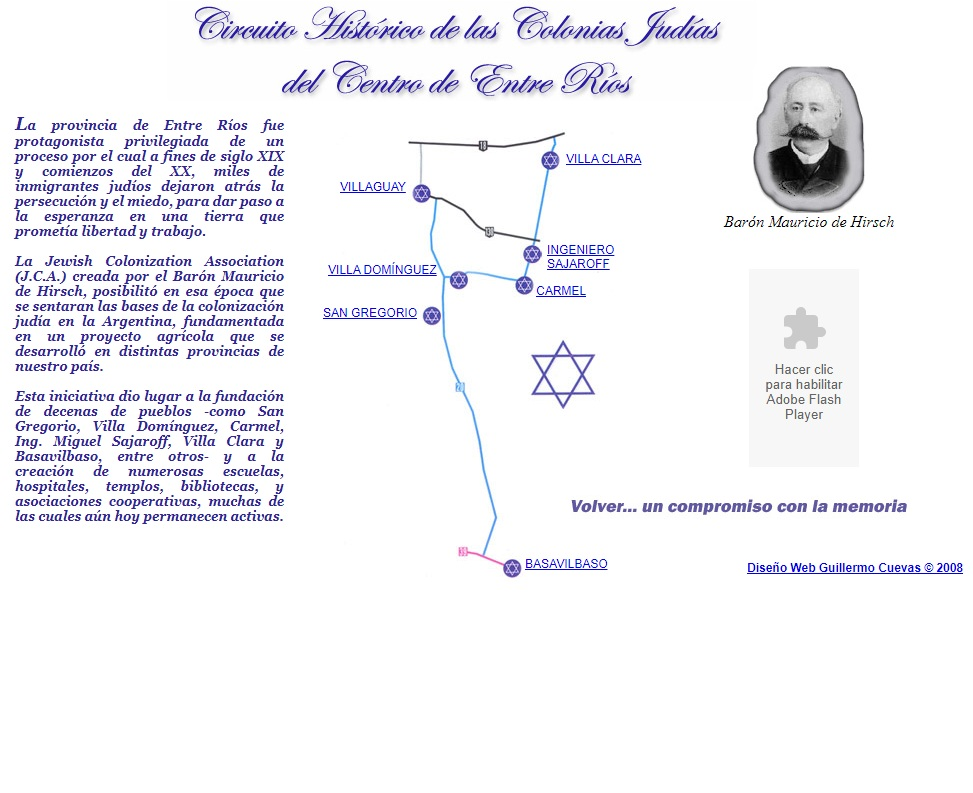 Circuito Histórico de las Colonias Judías
del Centro de Entre Ríos
La provincia de Entre Ríos fue
protagonista privilegiada de un
proceso por el cual a fines de siglo XIX
y comienzos del XX, miles de
inmigrantes judíos dejaron atrás la
persecución y el miedo, para dar paso a
la esperanza en una tierra que
prometía libertad y trabajo.
La Jewish Colonization Association
(J.C.A.) creada por el Barón Mauricio
de Hirsch, posibilitó en esa época que
se sentaran las bases de la colonización
judía en la Argentina, fundamentada
en un proyecto agrícola que se
desarrolló en distintas provincias de
nuestro país.
Esta iniciativa dio lugar a la fundación
de decenas de pueblos -como San
Gregorio, Villa Domínguez, Carmel,
Ing. Miguel Sajaroff, Villa Clara y
Basavilbaso, entre otros- y a la
creación de numerosas escuelas,
hospitales, templos, bibliotecas, y
asociaciones cooperativas, muchas de
las cuales aún hoy permanecen activas.
VILLA CLARA
VILLAGUAY
INGENIERO
SAJAROFF
VILLA DOMÍNGUEZ
CARMEL
SAN GREGORIO
BASAVILBASO
Barón Mauricio de Hirsch
Hacer clic
para habilitar
Adobe Flash
Player
Volver... un compromiso con la memoria
Diseño Web Guillermo Cuevas © 2008